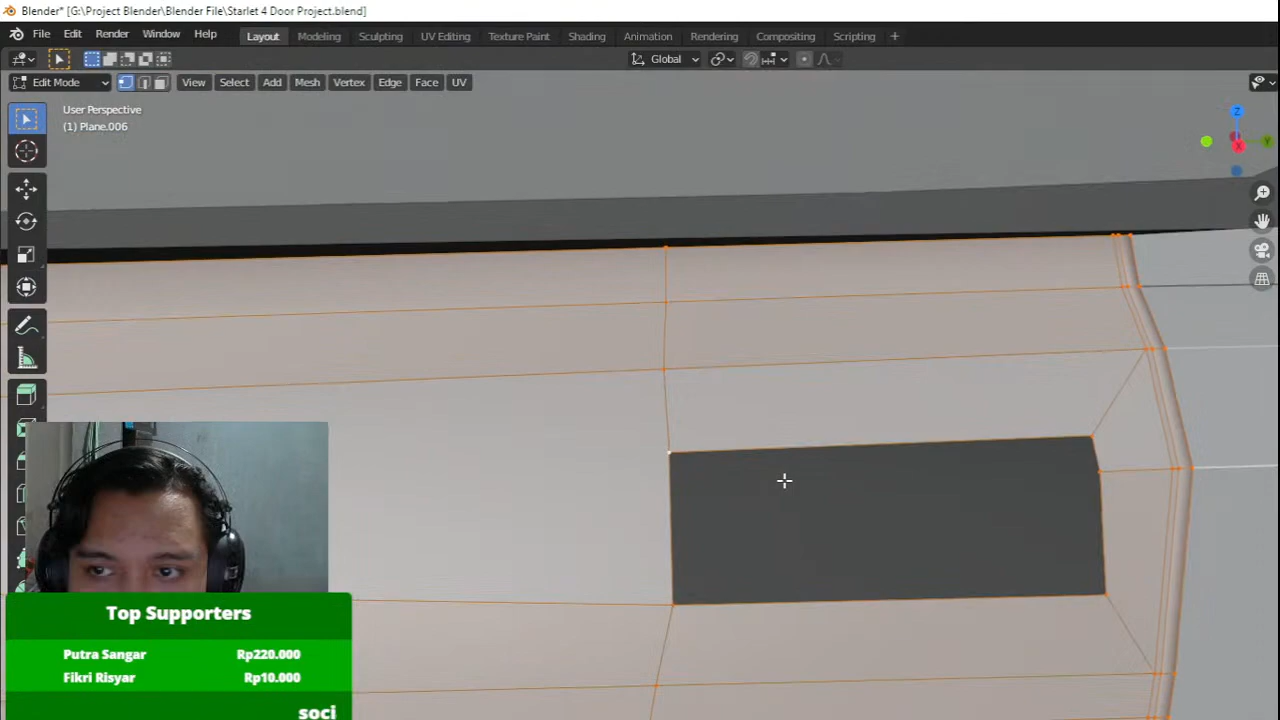 Blender* [G:\Project Blender\Blender File\Starlet 4 Door Project.blend]
File Edit Render Window Help Layout Modeling Sculpting UV Editing Texture Paint Shading Animation Rendering Compositing Scripting +
Global
Edit Mode View Select Add Mesh Vertex Edge Face UV
User Perspective
(1) Plane.006
Z
Y
X
Top Supporters
Putra Sangar Rp220.000
Fikri Risyar Rp10.000
soci